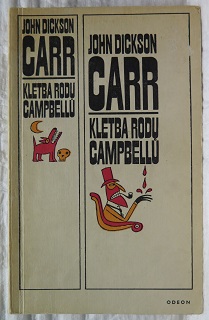 JOHN DICKSON
CARR
KLETBA RODU
CAMPBELLŮ
JOHN DICKSON
CARR
KLETBA RODU
CAMPBELLŮ
ODEON